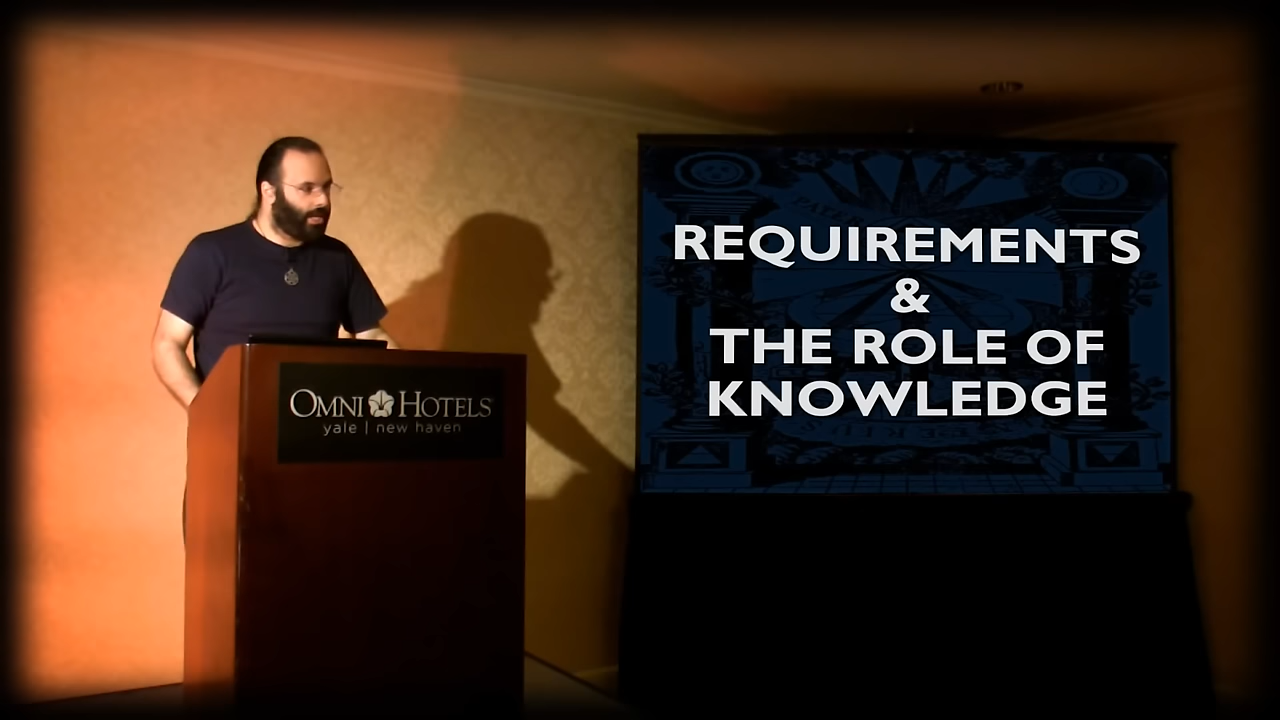 OMNI HOTELS
yale | new haven
REQUIREMENTS
&
THE ROLE OF
KNOWLEDGE